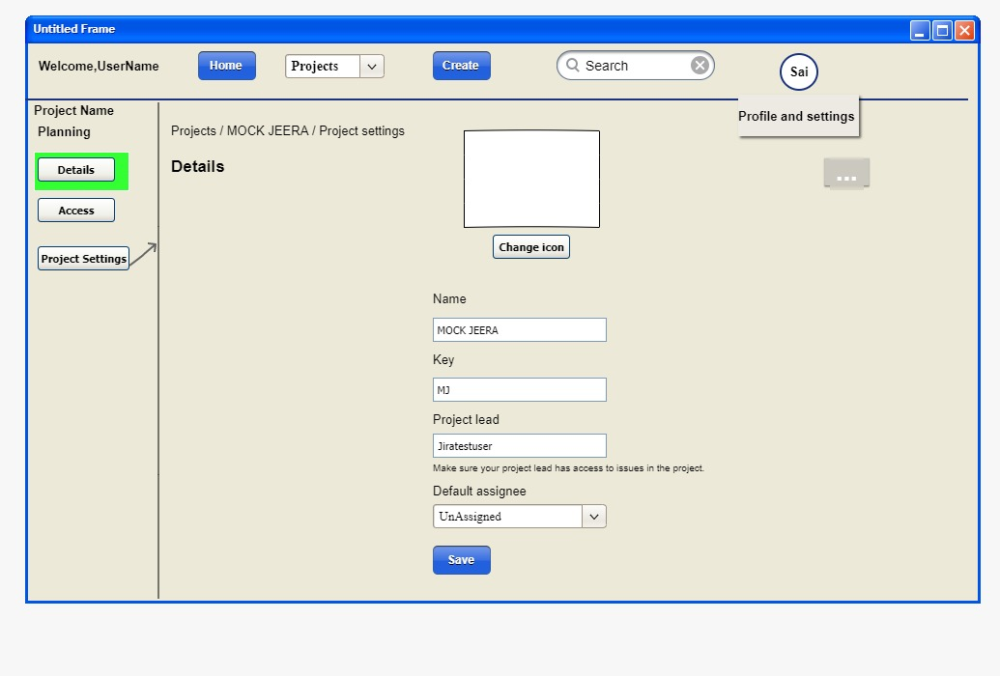 Untitled Frame
Welcome,UserName
Home
Projects
Create
Search
Sai
Profile and settings
Project Name
Planning
Details
Access
Project Settings
Projects / MOCK JEERA / Project settings
Details
...
Change icon
Name
MOCK JEERA
Key
MJ
Project lead
Jiratestuser
Make sure your project lead has access to issues in the project.
Default assignee
UnAssigned
Save